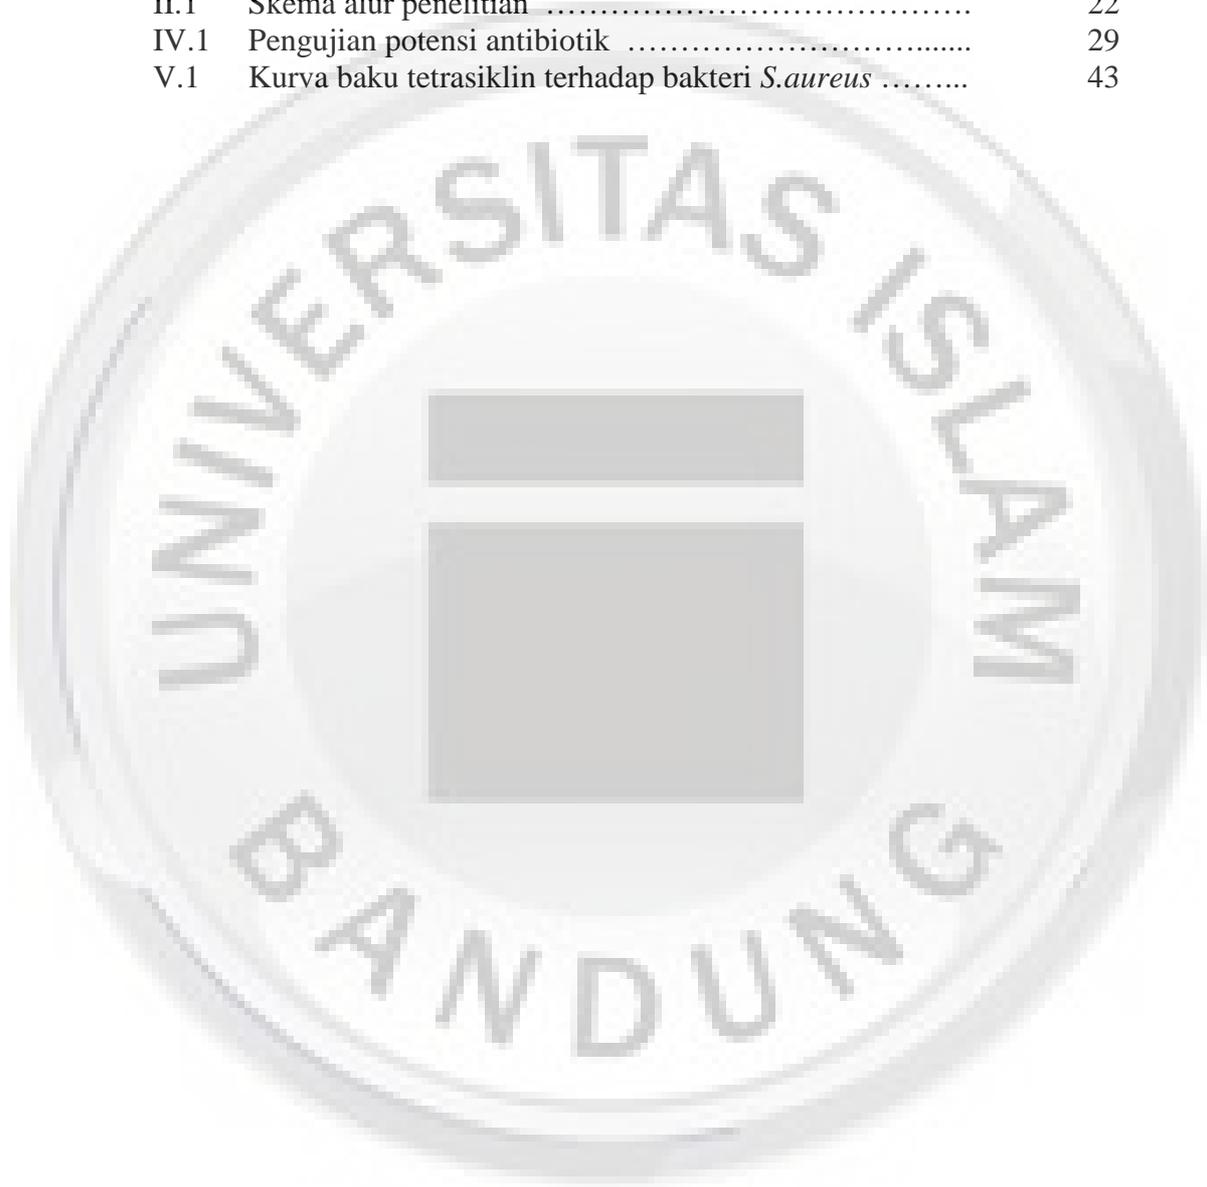 II.1 Skema alur penelitian ………………………………………. 22
IV.1 Pengujian potensi antibiotik ………………………….......... 29
V.1 Kurva baku tetrasiklin terhadap bakteri S.aureus ……... 43
UNIVERSITAS ISLAM
BANDUNG